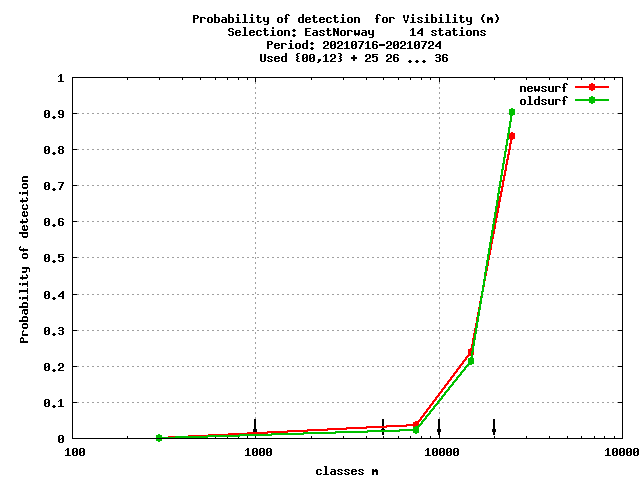 Probability of detection  for Visibility (m)
Selection: EastNorway     14 stations
Period: 20210716-20210724
Used {00,12} + 25 26 ... 36
newsurf
oldsurf
Probability of detection
1
0.9
0.8
0.7
0.6
0.5
0.4
0.3
0.2
0.1
0
100 1000 10000 10000
classes m